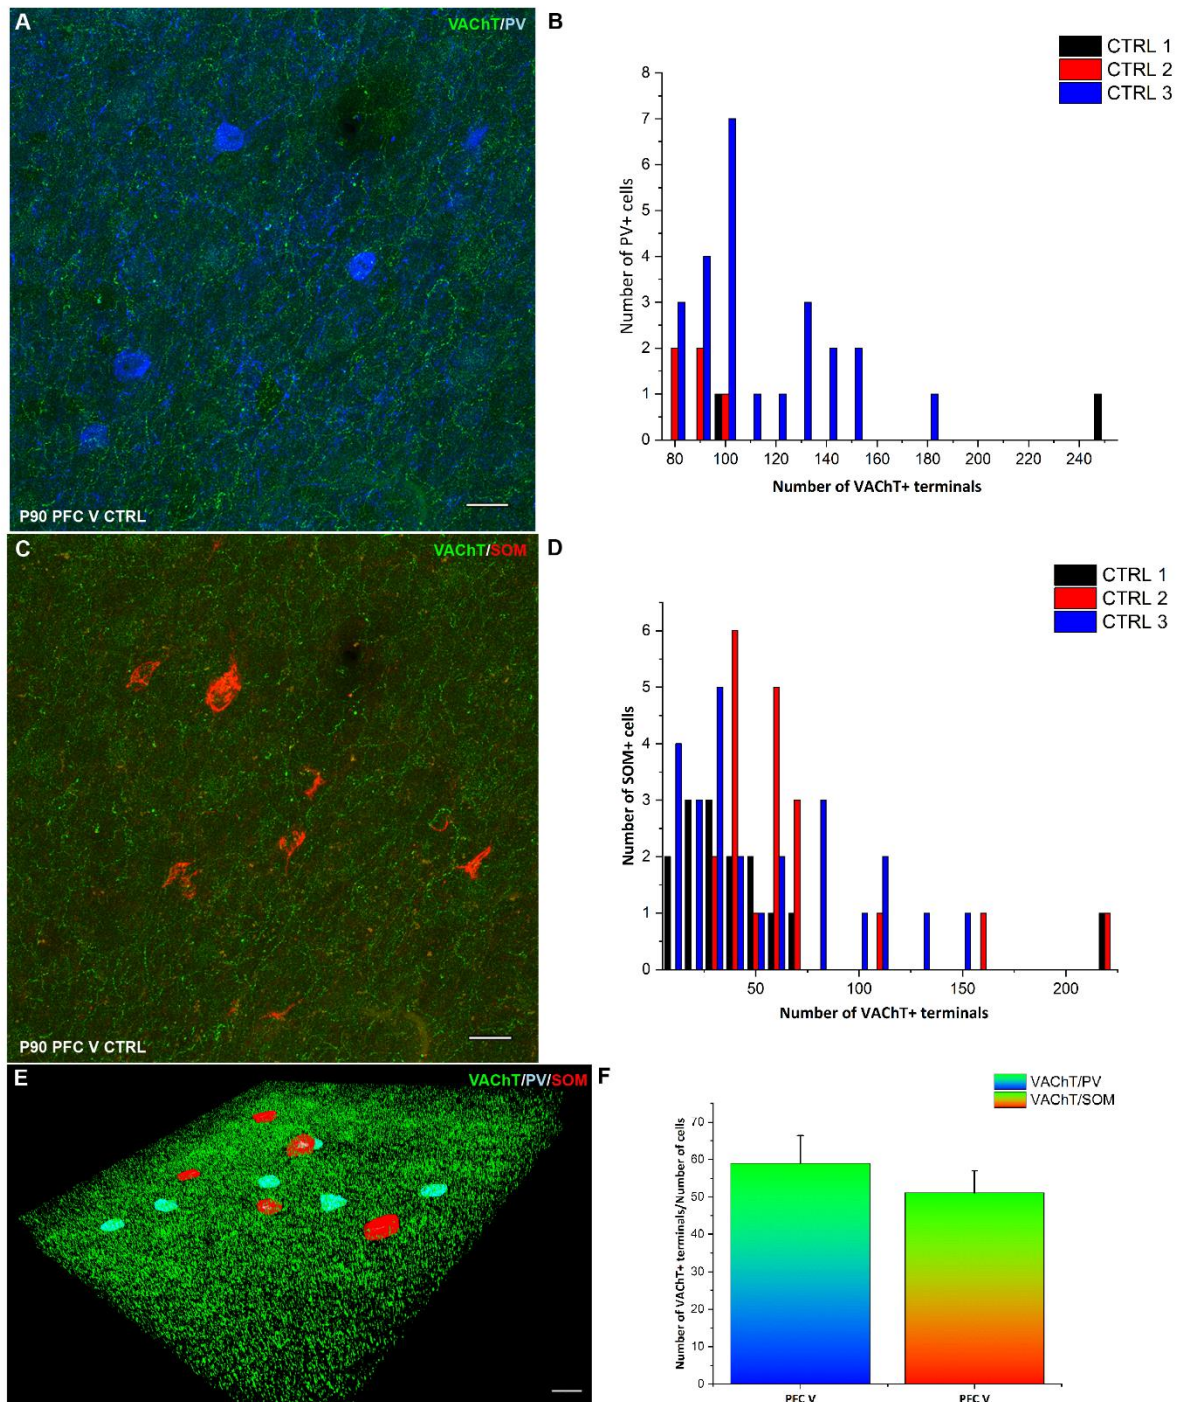 A
VAChT/PV
P90 PFC V CTRL
B
CTRL 1
CTRL 2
CTRL 3
Number of PV+ cells
8
7
6
5
4
3
2
1
0
80 100 120 140 160 180 200 220 240
Number of VAChT+ terminals
C
VAChT/SOM
P90 PFC V CTRL
D
CTRL 1
CTRL 2
CTRL 3
Number of SOM+ cells
6
5
4
3
2
1
0
50 100 150 200
Number of VAChT+ terminals
E
VAChT/PV/SOM
F
VAChT/PV
VAChT/SOM
Number of VAChT+ terminals/Number of cells
70
60
50
40
30
20
10
0
PFC V PFC V